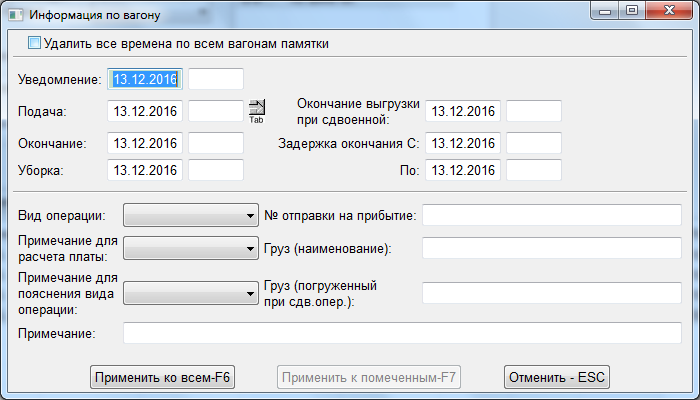 Информация по вагону
Удалить все времена по всем вагонам памятки
Уведомление: 13.12.2016
Подача: 13.12.2016 Tab
Окончание выгрузки
при сдвоенной: 13.12.2016
Окончание: 13.12.2016 Задержка окончания С: 13.12.2016
Уборка: 13.12.2016 По: 13.12.2016
Вид операции: № отправки на прибытие:
Примечание для
расчета платы:
Груз (наименование):
Примечание для
пояснения вида
операции:
Груз (погруженный
при сдв.опер.):
Примечание:
Применить ко всем-F6 Применить к помеченным-F7 Отменить - ESC